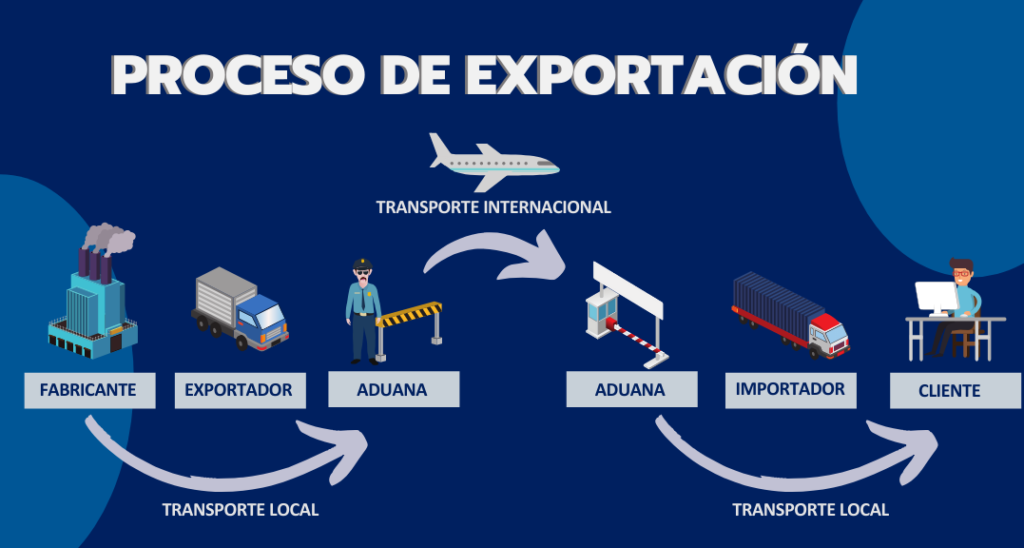 PROCESO DE EXPORTACIÓN
TRANSPORTE INTERNACIONAL
FABRICANTE
EXPORTADOR
ADUANA
ADUANA
IMPORTADOR
CLIENTE
TRANSPORTE LOCAL
TRANSPORTE LOCAL